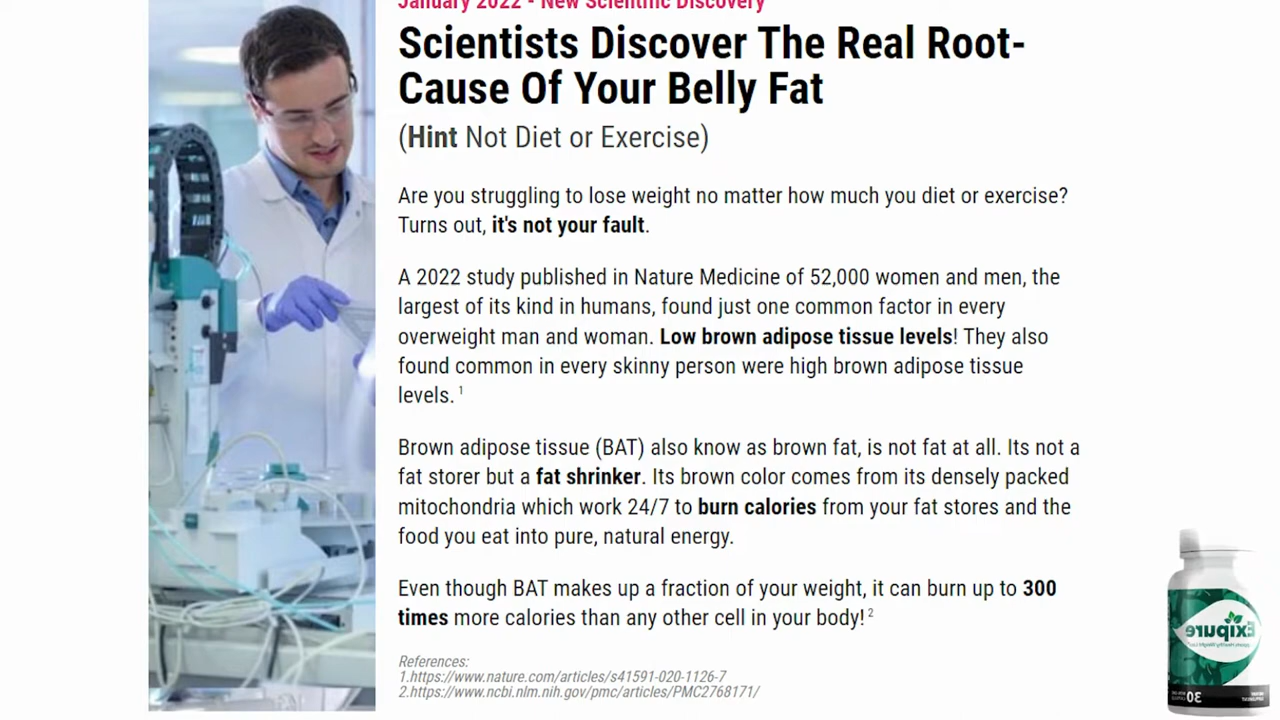 January 2022 - New Scientific Discovery
Scientists Discover The Real Root-
Cause Of Your Belly Fat
(Hint Not Diet or Exercise)
Are you struggling to lose weight no matter how much you diet or exercise?
Turns out, it's not your fault.
A 2022 study published in Nature Medicine of 52,000 women and men, the
largest of its kind in humans, found just one common factor in every
overweight man and woman. Low brown adipose tissue levels! They also
found common in every skinny person were high brown adipose tissue
levels. 1
Brown adipose tissue (BAT) also know as brown fat, is not fat at all. Its not a
fat storer but a fat shrinker. Its brown color comes from its densely packed
mitochondria which work 24/7 to burn calories from your fat stores and the
food you eat into pure, natural energy.
Even though BAT makes up a fraction of your weight, it can burn up to 300
times more calories than any other cell in your body! 2
References:
1.https://www.nature.com/articles/s41591-020-1126-7
2.https://www.ncbi.nlm.nih.gov/pmc/articles/PMC2768171/
Exipure
30